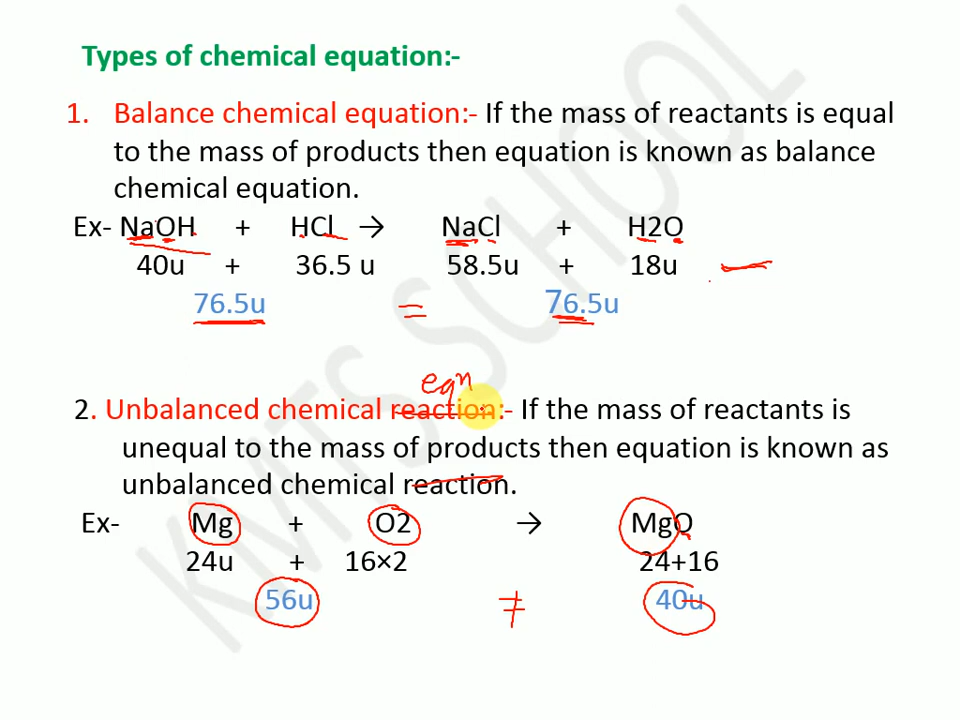 Types of chemical equation:-
1. Balance chemical equation:- If the mass of reactants is equal
to the mass of products then equation is known as balance
chemical equation.
Ex- NaOH + HCl → NaCl + H2O
40u + 36.5 u 58.5u + 18u
76.5u = 76.5u
eqn
2. Unbalanced chemical reaction:- If the mass of reactants is
unequal to the mass of products then equation is known as
unbalanced chemical reaction.
Ex- Mg + O2 → MgO
24u + 16×2 24+16
56u ≠ 40u
KMTS SCHOOL